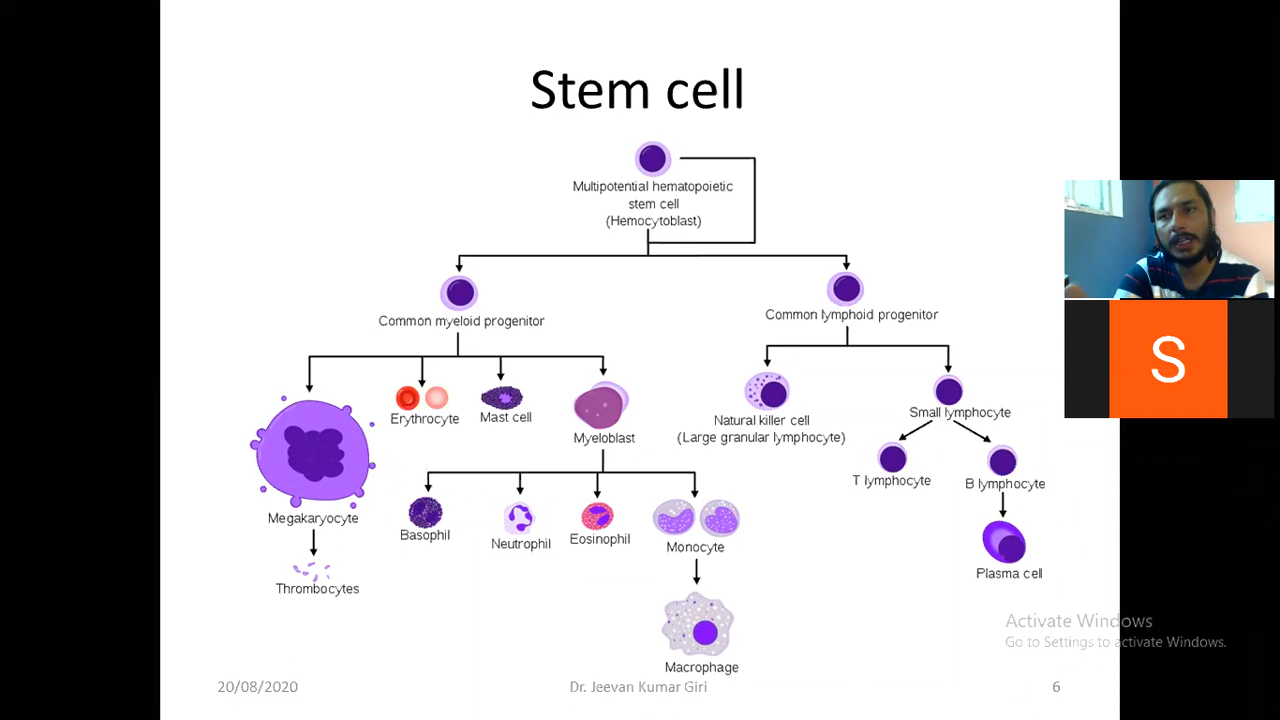 Stem cell
Multipotential hematopoietic
stem cell
(Hemocytoblast)
Common myeloid progenitor
Common lymphoid progenitor
Erythrocyte
Mast cell
Myeloblast
Natural killer cell
(Large granular lymphocyte)
Small lymphocyte
T lymphocyte
B lymphocyte
Megakaryocyte
Basophil
Neutrophil
Eosinophil
Monocyte
Plasma cell
Thrombocytes
Macrophage
S
Activate Windows
Go to Settings to activate Windows.
20/08/2020
Dr. Jeevan Kumar Giri
6